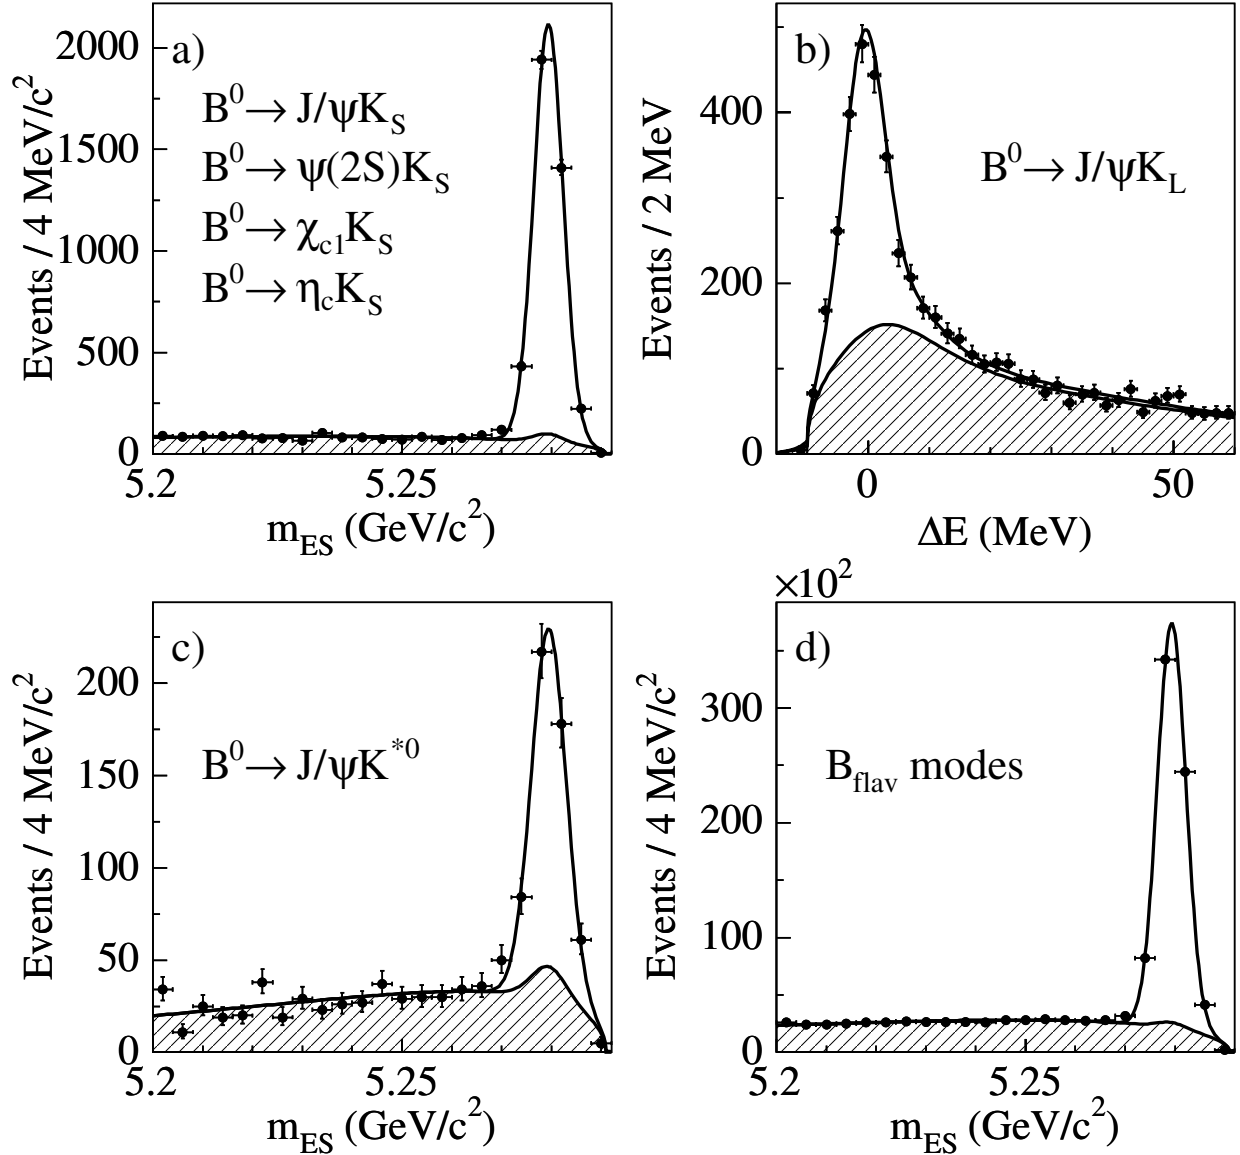 a)
B⁰→ J/ψK_S
B⁰→ ψ(2S)K_S
B⁰→ χ_c1K_S
B⁰→ η_cK_S
Events / 4 MeV/c²
2000
1500
1000
500
0
5.2 5.25
m_ES (GeV/c²)
b)
B⁰→ J/ψK_L
Events / 2 MeV
400
200
0
0 50
ΔE (MeV)
c)
B⁰→ J/ψK*⁰
Events / 4 MeV/c²
200
150
100
50
0
5.2 5.25
m_ES (GeV/c²)
×10²
d)
B_flav modes
Events / 4 MeV/c²
300
200
100
0
5.2 5.25
m_ES (GeV/c²)